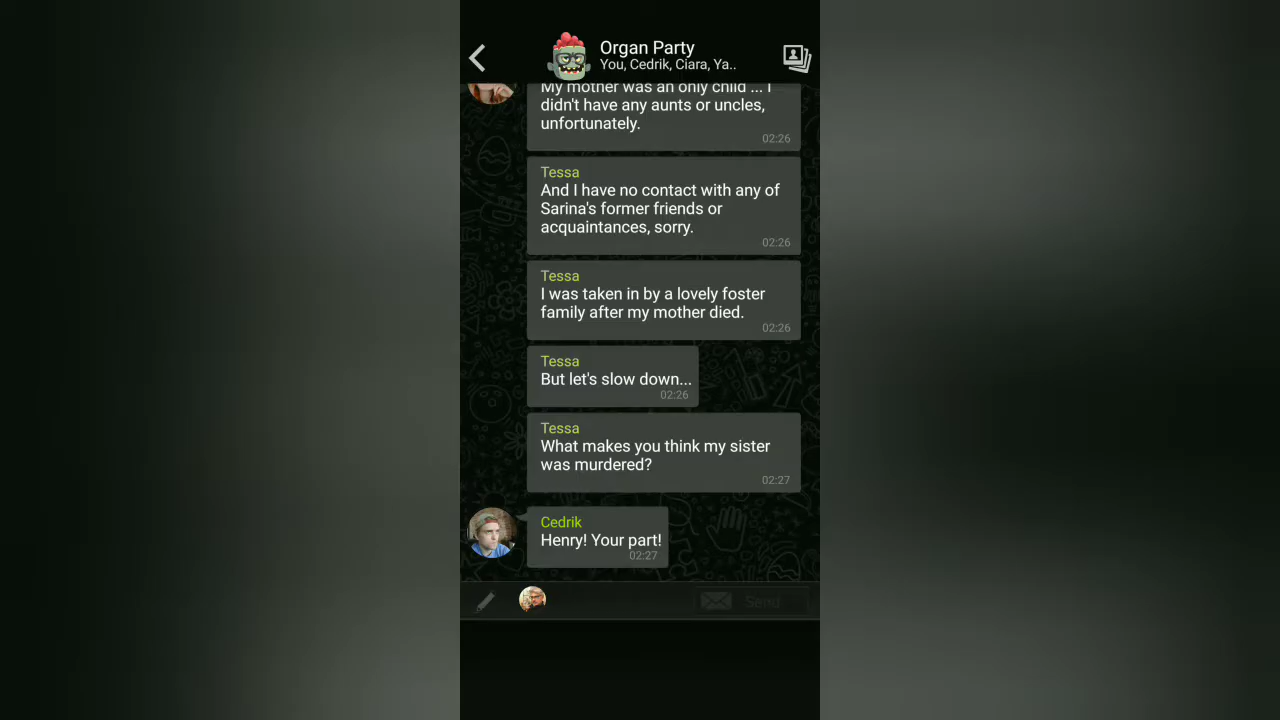 Organ Party
You, Cedrik, Ciara, Ya..
My mother was an only child ... I
didn't have any aunts or uncles,
unfortunately.
02:26
Tessa
And I have no contact with any of
Sarina's former friends or
acquaintances, sorry.
02:26
Tessa
I was taken in by a lovely foster
family after my mother died.
02:26
Tessa
But let's slow down...
02:26
Tessa
What makes you think my sister
was murdered?
02:27
Cedrik
Henry! Your part!
02:27
Send